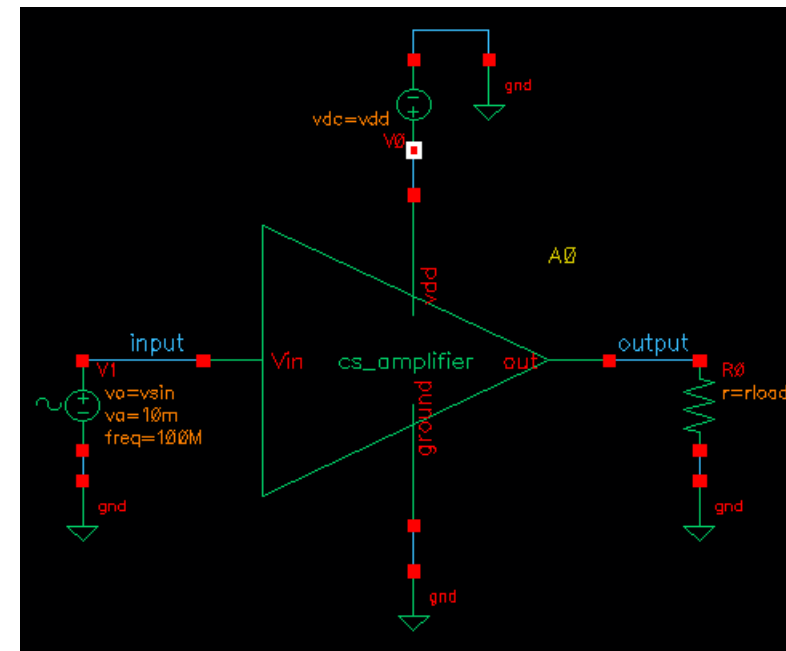 gnd
vdc=vdd
V0
A0
vdd
input
output
V1
Vin
cs_amplifier
out
R0
vo=vsin
va=10m
freq=100M
r=rload
ground
gnd
gnd
gnd